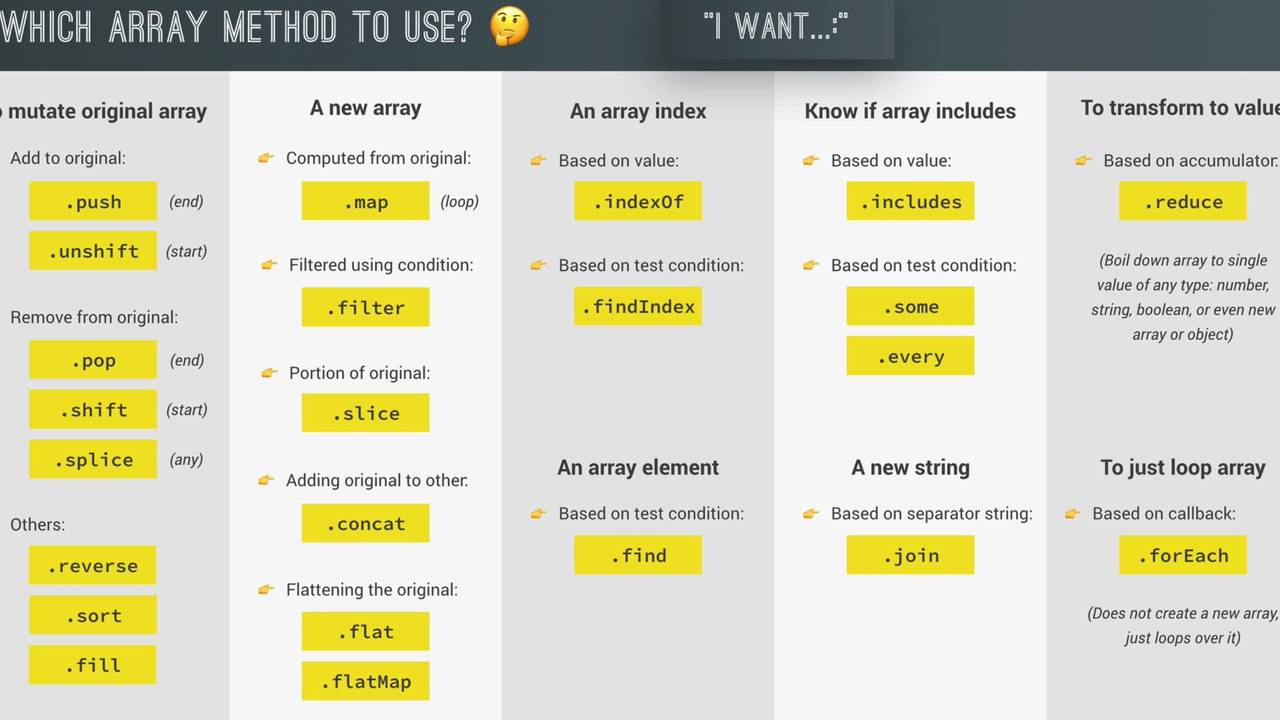 WHICH ARRAY METHOD TO USE? 🤔
"I WANT...:"
mutate original array
Add to original:
.push (end)
.unshift (start)
Remove from original:
.pop (end)
.shift (start)
.splice (any)
Others:
.reverse
.sort
.fill
A new array
👉 Computed from original:
.map (loop)
👉 Filtered using condition:
.filter
👉 Portion of original:
.slice
👉 Adding original to other:
.concat
👉 Flattening the original:
.flat
.flatMap
An array index
👉 Based on value:
.indexOf
👉 Based on test condition:
.findIndex
An array element
👉 Based on test condition:
.find
Know if array includes
👉 Based on value:
.includes
👉 Based on test condition:
.some
.every
A new string
👉 Based on separator string:
.join
To transform to value
👉 Based on accumulator:
.reduce
(Boil down array to single
value of any type: number,
string, boolean, or even new
array or object)
To just loop array
👉 Based on callback:
.forEach
(Does not create a new array,
just loops over it)